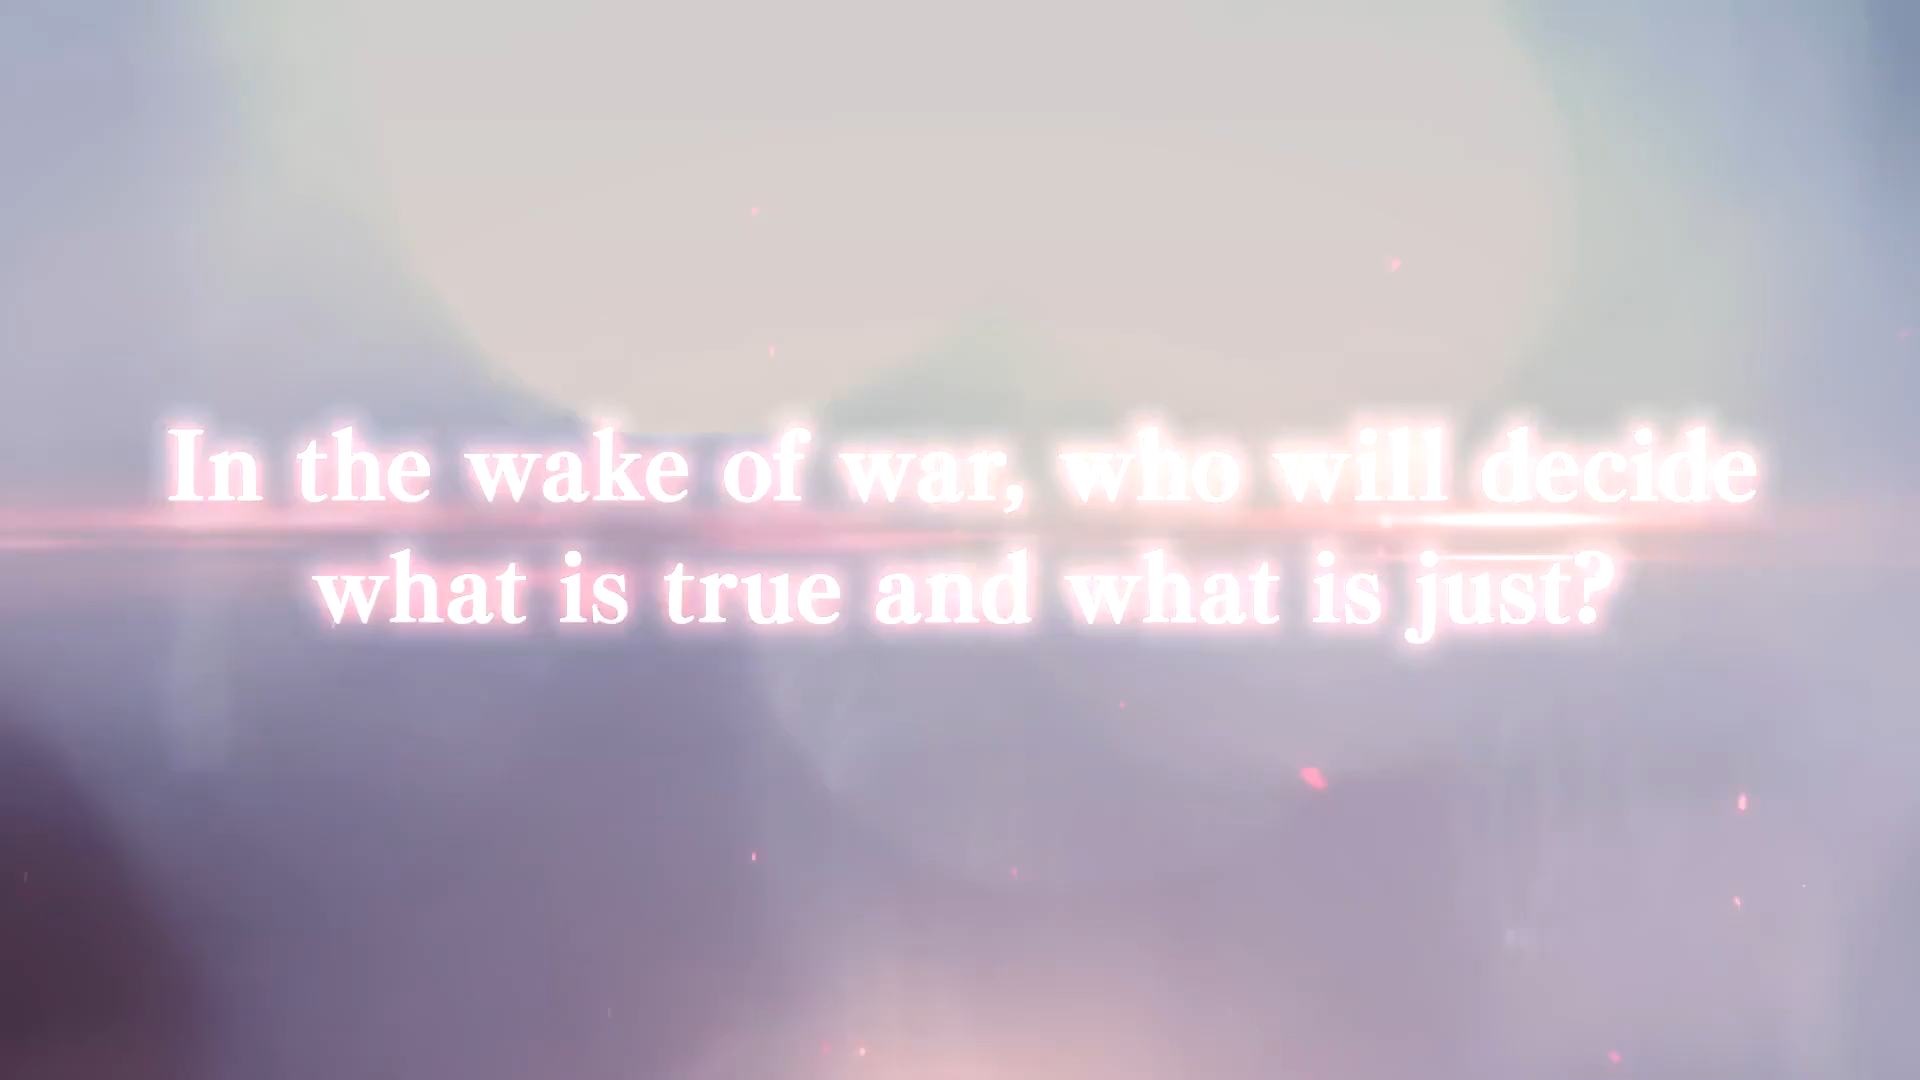 In the wake of war, who will decide
what is true and what is just?